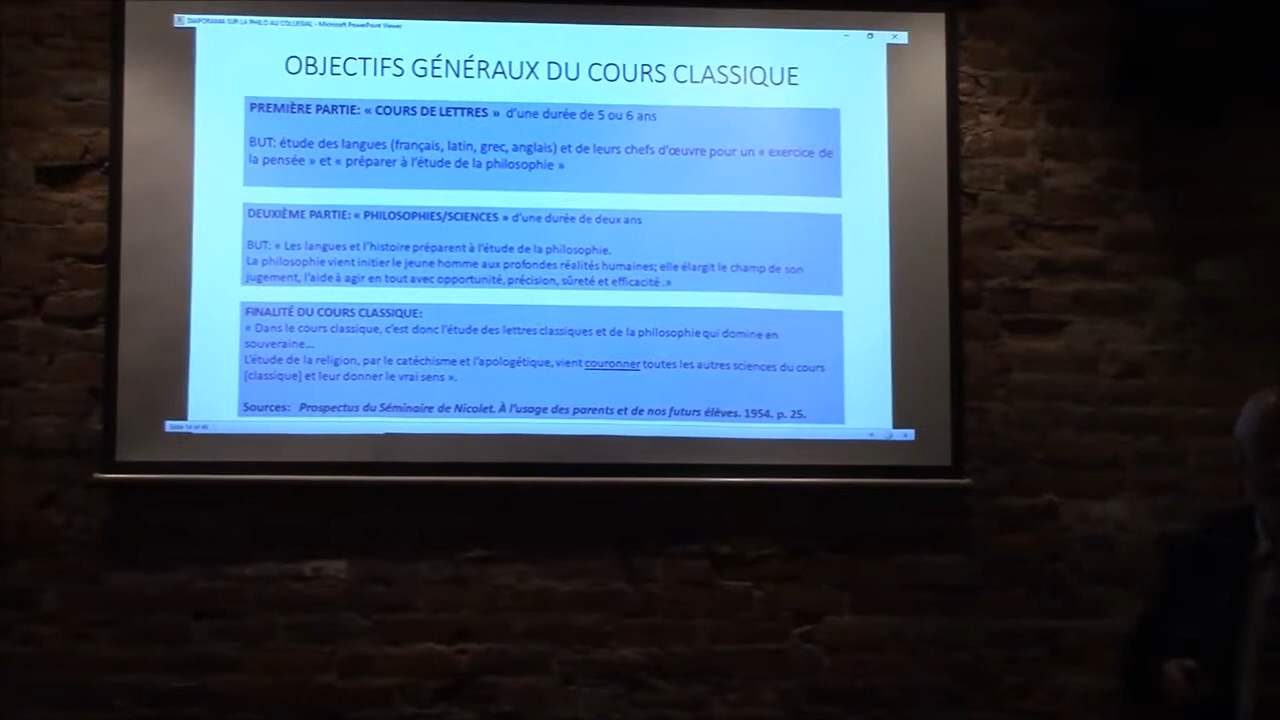 DIAPORAMA SUR LA PHILO AU COLLEGIAL - Microsoft PowerPoint Viewer
OBJECTIFS GÉNÉRAUX DU COURS CLASSIQUE
PREMIÈRE PARTIE: « COURS DE LETTRES » d'une durée de 5 ou 6 ans
BUT: étude des langues (français, latin, grec, anglais) et de leurs chefs d'œuvre pour un « exercice de
la pensée » et « préparer à l'étude de la philosophie »
DEUXIÈME PARTIE: « PHILOSOPHIES/SCIENCES » d'une durée de deux ans
BUT: « Les langues et l'histoire préparent à l'étude de la philosophie.
La philosophie vient initier le jeune homme aux profondes réalités humaines; elle élargit le champ de son
jugement, l'aide à agir en tout avec opportunité, précision, sûreté et efficacité .»
FINALITÉ DU COURS CLASSIQUE:
« Dans le cours classique, c'est donc l'étude des lettres classiques et de la philosophie qui domine en
souveraine...
L'étude de la religion, par le catéchisme et l'apologétique, vient couronner toutes les autres sciences du cours
[classique] et leur donner le vrai sens ».
Sources: Prospectus du Séminaire de Nicolet. À l'usage des parents et de nos futurs élèves. 1954. p. 25.